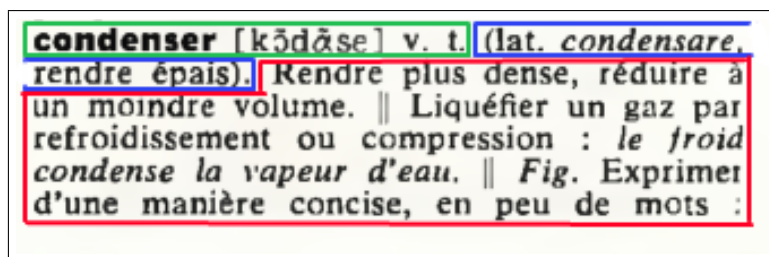 condenser [kɔ̃dɑ̃se] v. t. (lat. condensare,
rendre épais). Rendre plus dense, réduire à
un moindre volume. || Liquéfier un gaz par
refroidissement ou compression : le froid
condense la vapeur d'eau. || Fig. Exprimer
d'une manière concise, en peu de mots :